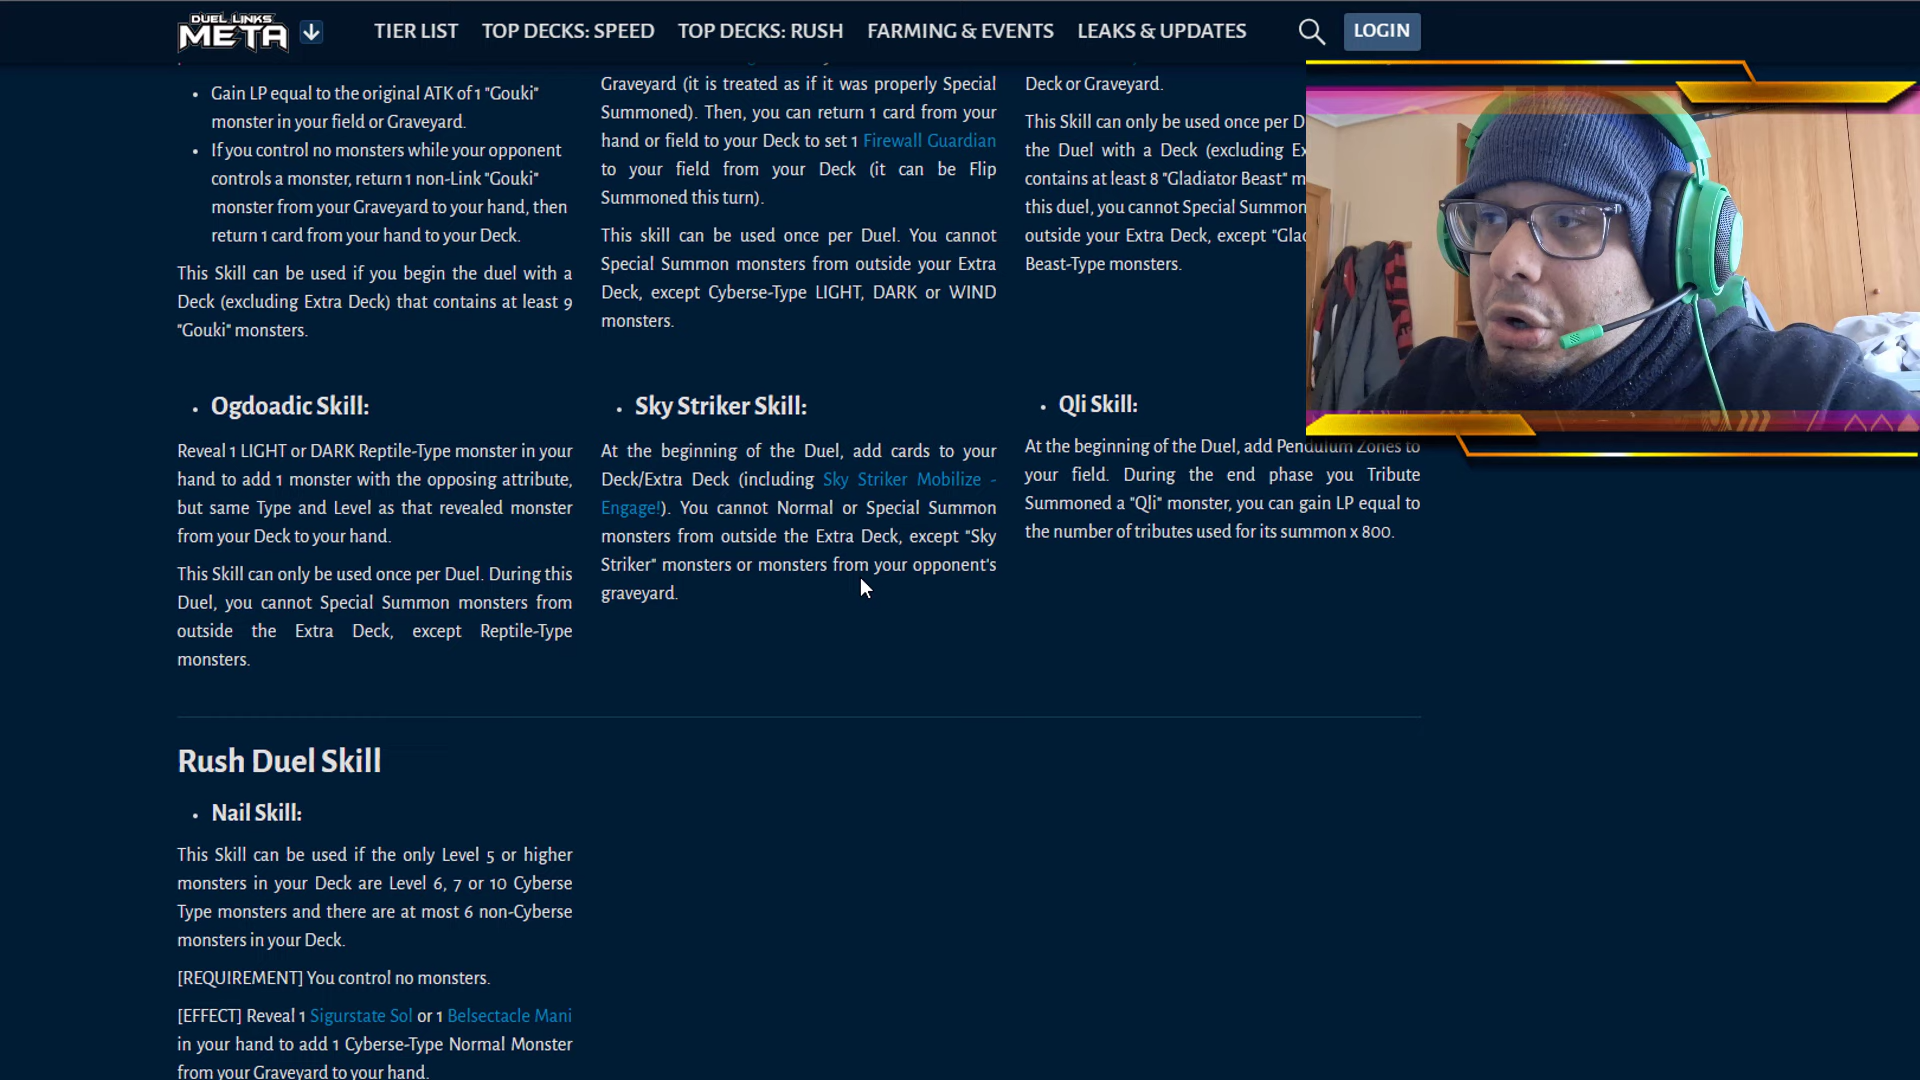 DUEL LINKS
META
TIER LIST
TOP DECKS: SPEED
TOP DECKS: RUSH
FARMING & EVENTS
LEAKS & UPDATES
LOGIN
• Gain LP equal to the original ATK of 1 "Gouki"
monster in your field or Graveyard.
• If you control no monsters while your opponent
controls a monster, return 1 non-Link "Gouki"
monster from your Graveyard to your hand, then
return 1 card from your hand to your Deck.
This Skill can be used if you begin the duel with a
Deck (excluding Extra Deck) that contains at least 9
"Gouki" monsters.
Graveyard (it is treated as if it was properly Special
Summoned). Then, you can return 1 card from your
hand or field to your Deck to set 1 Firewall Guardian
to your field from your Deck (it can be Flip
Summoned this turn).
This skill can be used once per Duel. You cannot
Special Summon monsters from outside your Extra
Deck, except Cyberse-Type LIGHT, DARK or WIND
monsters.
Deck or Graveyard.
This Skill can only be used once per D
the Duel with a Deck (excluding Ex
contains at least 8 "Gladiator Beast" m
this duel, you cannot Special Summon
outside your Extra Deck, except "Glad
Beast-Type monsters.
• Ogdoadic Skill:
Reveal 1 LIGHT or DARK Reptile-Type monster in your
hand to add 1 monster with the opposing attribute,
but same Type and Level as that revealed monster
from your Deck to your hand.
This Skill can only be used once per Duel. During this
Duel, you cannot Special Summon monsters from
outside the Extra Deck, except Reptile-Type
monsters.
• Sky Striker Skill:
At the beginning of the Duel, add cards to your
Deck/Extra Deck (including Sky Striker Mobilize -
Engage!). You cannot Normal or Special Summon
monsters from outside the Extra Deck, except "Sky
Striker" monsters or monsters from your opponent's
graveyard.
• Qli Skill:
At the beginning of the Duel, add Pendulum Zones to
your field. During the end phase you Tribute
Summoned a "Qli" monster, you can gain LP equal to
the number of tributes used for its summon x 800.
Rush Duel Skill
• Nail Skill:
This Skill can be used if the only Level 5 or higher
monsters in your Deck are Level 6, 7 or 10 Cyberse
Type monsters and there are at most 6 non-Cyberse
monsters in your Deck.
[REQUIREMENT] You control no monsters.
[EFFECT] Reveal 1 Sigurstate Sol or 1 Belsectacle Mani
in your hand to add 1 Cyberse-Type Normal Monster
from your Graveyard to your hand.